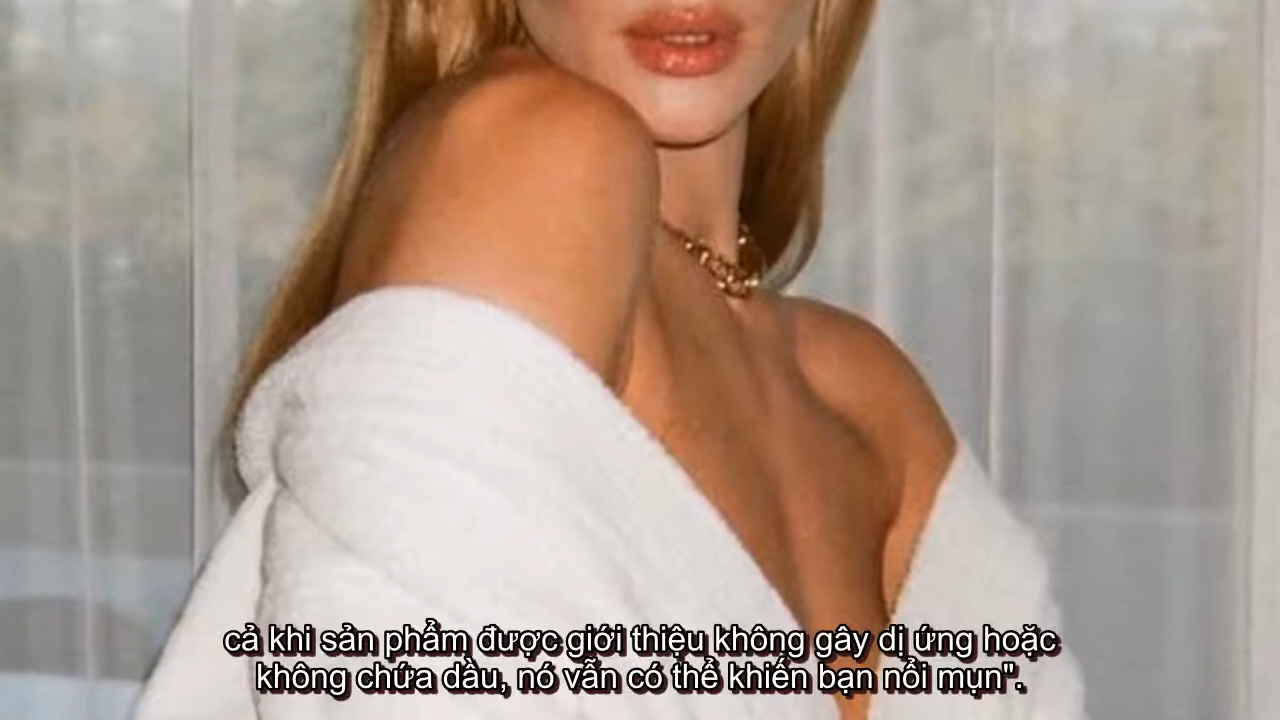 cả khi sản phẩm được giới thiệu không gây dị ứng hoặc
không chứa dầu, nó vẫn có thể khiến bạn nổi mụn".